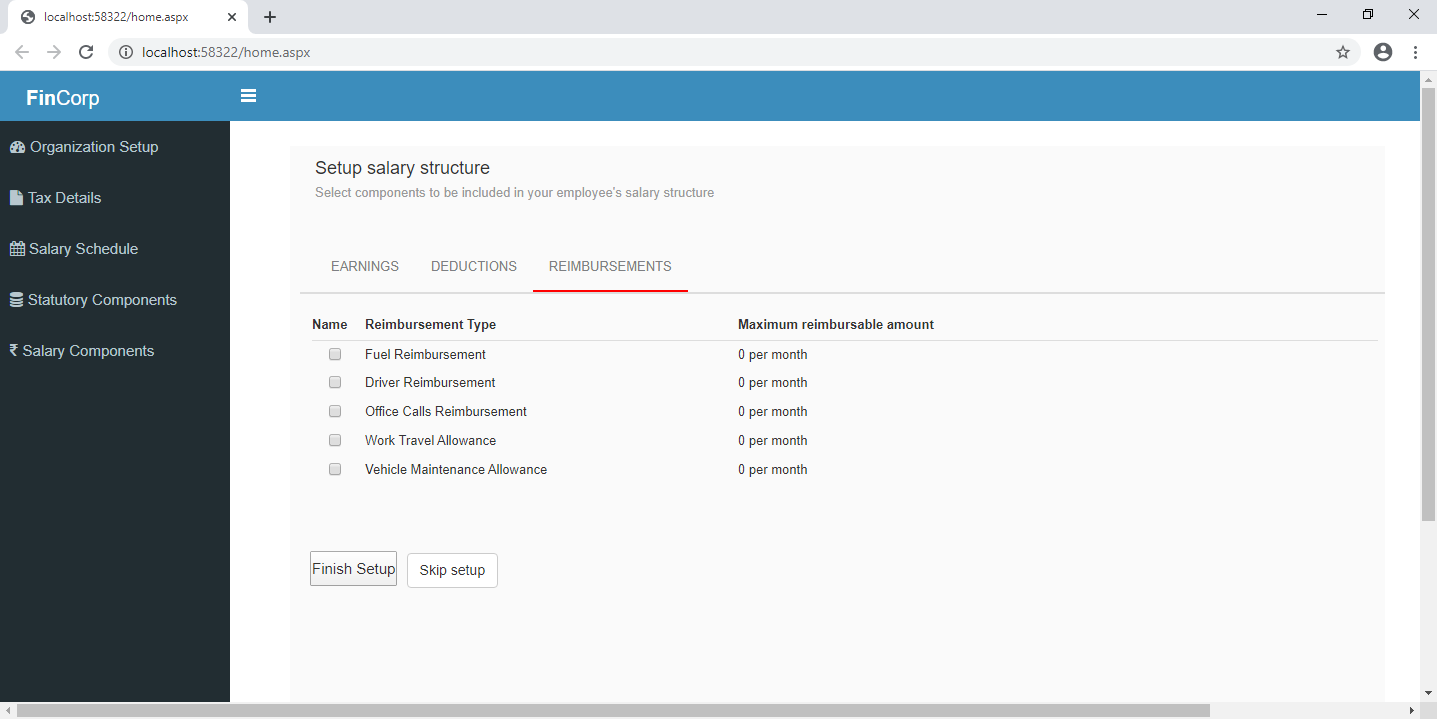 localhost:58322/home.aspx
localhost:58322/home.aspx
FinCorp
Organization Setup
Tax Details
Salary Schedule
Statutory Components
₹ Salary Components
Setup salary structure
Select components to be included in your employee's salary structure
EARNINGS DEDUCTIONS REIMBURSEMENTS
Name Reimbursement Type Maximum reimbursable amount
Fuel Reimbursement 0 per month
Driver Reimbursement 0 per month
Office Calls Reimbursement 0 per month
Work Travel Allowance 0 per month
Vehicle Maintenance Allowance 0 per month
Finish Setup Skip setup